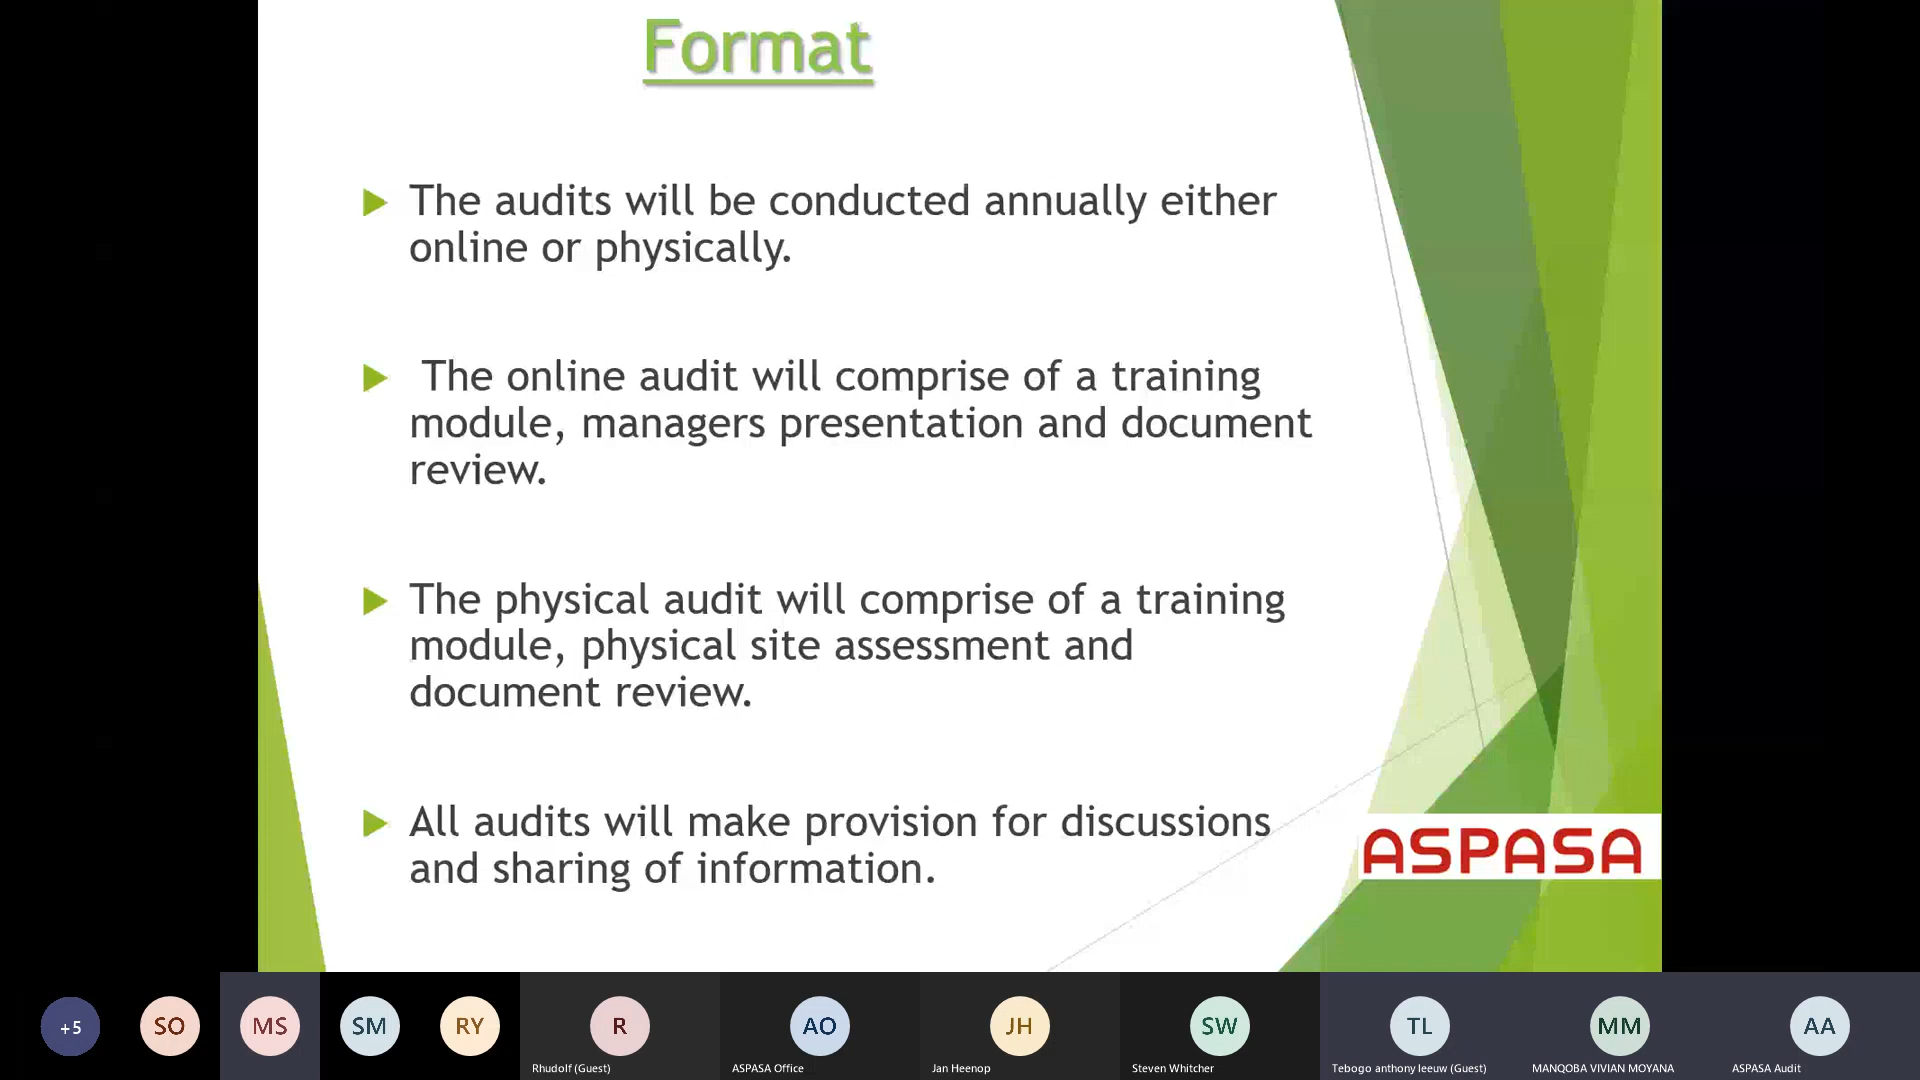 Format
The audits will be conducted annually either
online or physically.
The online audit will comprise of a training
module, managers presentation and document
review.
The physical audit will comprise of a training
module, physical site assessment and
document review.
All audits will make provision for discussions
and sharing of information.
ASPASA
+5
SO
MS
SM
RY
R
AO
JH
SW
TL
MM
AA
Rhudolf (Guest)
ASPASA Office
Jan Heenop
Steven Whitcher
Tebogo anthony leeuw (Guest)
MANQOBA VIVIAN MOYANA
ASPASA Audit